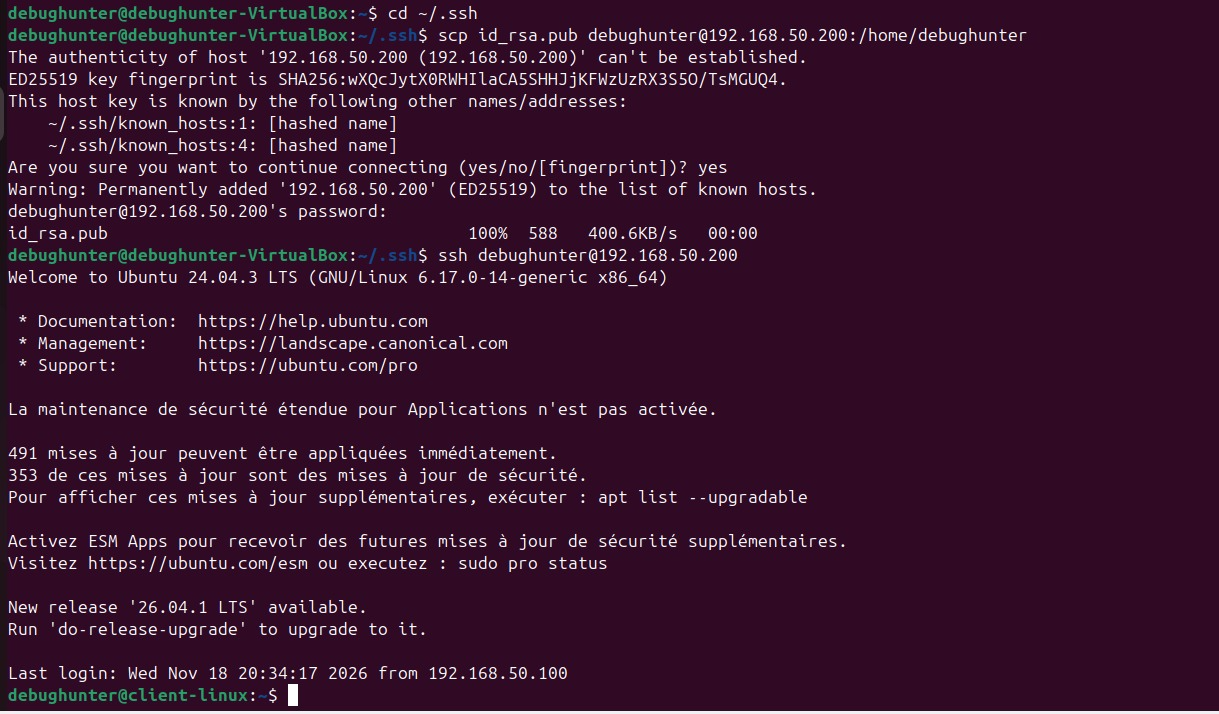 debughunter@debughunter-VirtualBox:~$ cd ~/.ssh
debughunter@debughunter-VirtualBox:~/.ssh$ scp id_rsa.pub debughunter@192.168.50.200:/home/debughunter
The authenticity of host '192.168.50.200 (192.168.50.200)' can't be established.
ED25519 key fingerprint is SHA256:wXQcJytX0RWHIlaCA5SHHJjKFWzUzRX3S5O/TsMGUQ4.
This host key is known by the following other names/addresses:
    ~/.ssh/known_hosts:1: [hashed name]
    ~/.ssh/known_hosts:4: [hashed name]
Are you sure you want to continue connecting (yes/no/[fingerprint])? yes
Warning: Permanently added '192.168.50.200' (ED25519) to the list of known hosts.
debughunter@192.168.50.200's password:
id_rsa.pub                                    100%  588   400.6KB/s   00:00
debughunter@debughunter-VirtualBox:~/.ssh$ ssh debughunter@192.168.50.200
Welcome to Ubuntu 24.04.3 LTS (GNU/Linux 6.17.0-14-generic x86_64)
 * Documentation:  https://help.ubuntu.com
 * Management:     https://landscape.canonical.com
 * Support:        https://ubuntu.com/pro
La maintenance de sécurité étendue pour Applications n'est pas activée.
491 mises à jour peuvent être appliquées immédiatement.
353 de ces mises à jour sont des mises à jour de sécurité.
Pour afficher ces mises à jour supplémentaires, exécuter : apt list --upgradable
Activez ESM Apps pour recevoir des futures mises à jour de sécurité supplémentaires.
Visitez https://ubuntu.com/esm ou executez : sudo pro status
New release '26.04.1 LTS' available.
Run 'do-release-upgrade' to upgrade to it.
Last login: Wed Nov 18 20:34:17 2026 from 192.168.50.100
debughunter@client-linux:~$